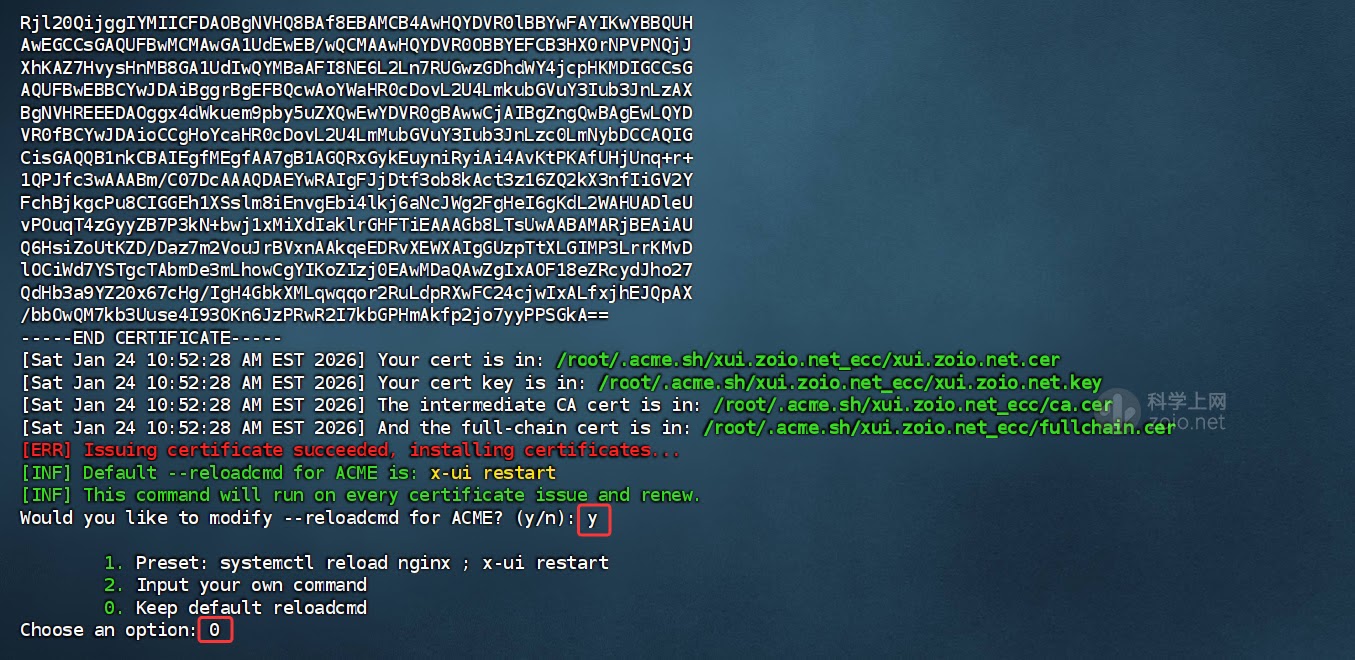 Rjl20QijggIYMIICFDAOBgNVHQ8BAf8EBAMCB4AwHQYDVR0lBBYwFAYIKwYBBQUH
AwEGCCsGAQUFBwMCMAwGA1UdEwEB/wQCMAAwHQYDVR0OBBYEFCB3HX0rNPVPNQjJ
XhKAZ7HvysHnMB8GA1UdIwQYMBaAFI8NE6L2Ln7RUGwzGDhdWY4jcpHKMDIGCCsG
AQUFBwEBBCYwJDAiBggrBgEFBQcwAoYWaHR0cDovL2U4LmkubGVuY3Iub3JnLzAX
BgNVHREEEDAOggx4dWkuem9pby5uZXQwEwYDVR0gBAwwCjAIBgZngQwBAgEwLQYD
VR0fBCYwJDAioCCgHoYcaHR0cDovL2U4LmMubGVuY3Iub3JnLzc0LmNybDCCAQIG
CisGAQQB1nkCBAIEgfMEgfAA7gB1AGQRxGykEuyniRyiAi4AvKtPKAfUHjUnq+r+
1QPJfc3wAAABm/C07DcAAAQDAEYwRAIgFJjDtf3ob8kAct3z16ZQ2kX3nfIiGV2Y
FchBjkgcPu8CIGGEh1XSslm8iEnvgEbi4lkj6aNcJWg2FgHeI6gKdL2WAHUADleU
vPOuqT4zGyyZB7P3kN+bwj1xMiXdIaklrGHFTiEAAAGb8LTsUwAABAMARjBEAiAU
Q6HsiZoUtKZD/Daz7m2VouJrBVxnAAkqeEDRvXEWXAIgGUzpTtXLGIMP3LrrKMvD
lOCiWd7YSTgcTAbmDe3mLhowCgYIKoZIzj0EAwMDaQAwZgIxAOF18eZRcydJho27
QdHb3a9YZ20x67cHg/IgH4GbkXMLqwqqor2RuLdpRXwFC24cjwIxALfxjhEJQpAX
/bbOwQM7kb3Uuse4I93OKn6JzPRwR2I7kbGPHmAkfp2jo7yyPPSGkA==
-----END CERTIFICATE-----
[Sat Jan 24 10:52:28 AM EST 2026] Your cert is in: /root/.acme.sh/xui.zoio.net_ecc/xui.zoio.net.cer
[Sat Jan 24 10:52:28 AM EST 2026] Your cert key is in: /root/.acme.sh/xui.zoio.net_ecc/xui.zoio.net.key
[Sat Jan 24 10:52:28 AM EST 2026] The intermediate CA cert is in: /root/.acme.sh/xui.zoio.net_ecc/ca.cer
[Sat Jan 24 10:52:28 AM EST 2026] And the full-chain cert is in: /root/.acme.sh/xui.zoio.net_ecc/fullchain.cer
科学上网
zoio.net
[ERR] Issuing certificate succeeded, installing certificates...
[INF] Default --reloadcmd for ACME is: x-ui restart
[INF] This command will run on every certificate issue and renew.
Would you like to modify --reloadcmd for ACME? (y/n): y
1. Preset: systemctl reload nginx ; x-ui restart
2. Input your own command
0. Keep default reloadcmd
Choose an option: 0